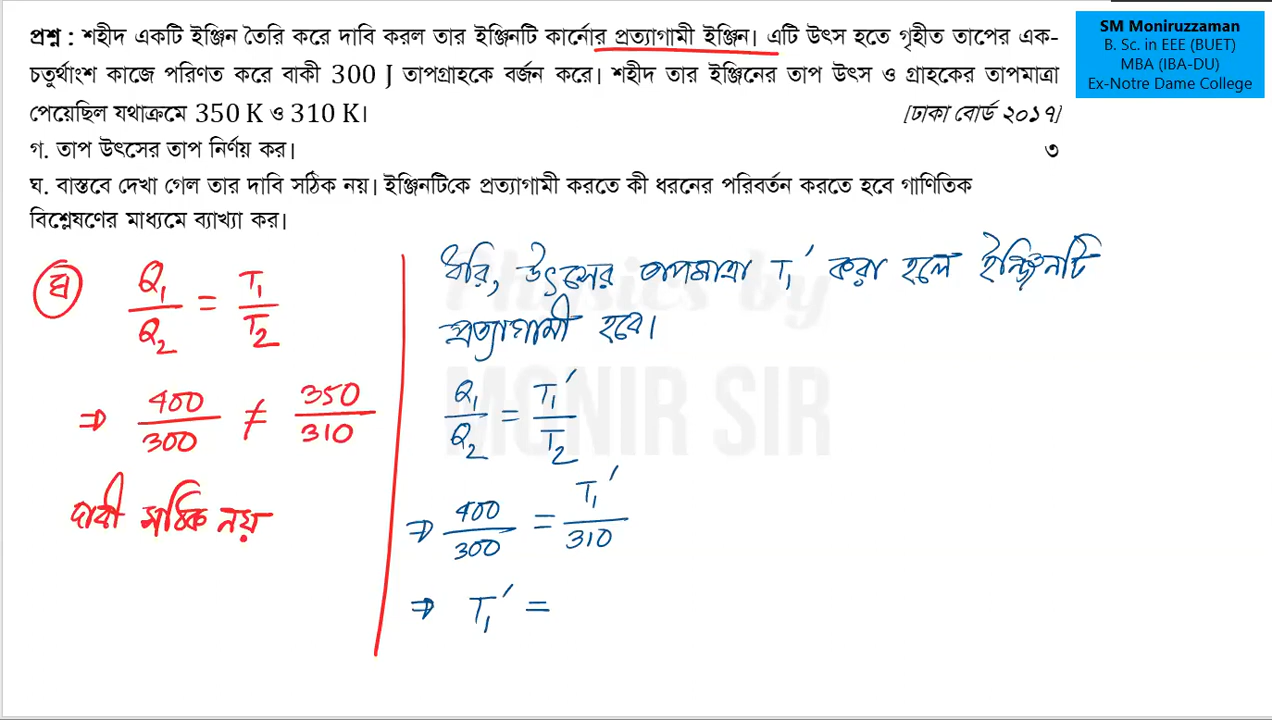 প্রশ্ন : শহীদ একটি ইঞ্জিন তৈরি করে দাবি করল তার ইঞ্জিনটি কার্নোর প্রত্যাগামী ইঞ্জিন। এটি উৎস হতে গৃহীত তাপের এক-
চতুর্থাংশ কাজে পরিণত করে বাকী 300 J তাপগ্রাহকে বর্জন করে। শহীদ তার ইঞ্জিনের তাপ উৎস ও গ্রাহকের তাপমাত্রা
পেয়েছিল যথাক্রমে 350 K ও 310 K।
[ঢাকা বোর্ড ২০১৭]
গ. তাপ উৎসের তাপ নির্ণয় কর।
৩
ঘ. বাস্তবে দেখা গেল তার দাবি সঠিক নয়। ইঞ্জিনটিকে প্রত্যাগামী করতে কী ধরনের পরিবর্তন করতে হবে গাণিতিক
বিশ্লেষণের মাধ্যমে ব্যাখ্যা কর।
SM Moniruzzaman
B. Sc. in EEE (BUET)
MBA (IBA-DU)
Ex-Notre Dame College
ঘ Q₁/Q₂ = T₁/T₂
⇒ 400/300 ≠ 350/310
দাবী সঠিক নয়
ধরি, উৎসের তাপমাত্রা T₁′ করা হলে ইঞ্জিনটি
প্রত্যাগামী হবে।
Q₁/Q₂ = T₁′/T₂
⇒ 400/300 = T₁′/310
⇒ T₁′ =
Physics by
MONIR SIR